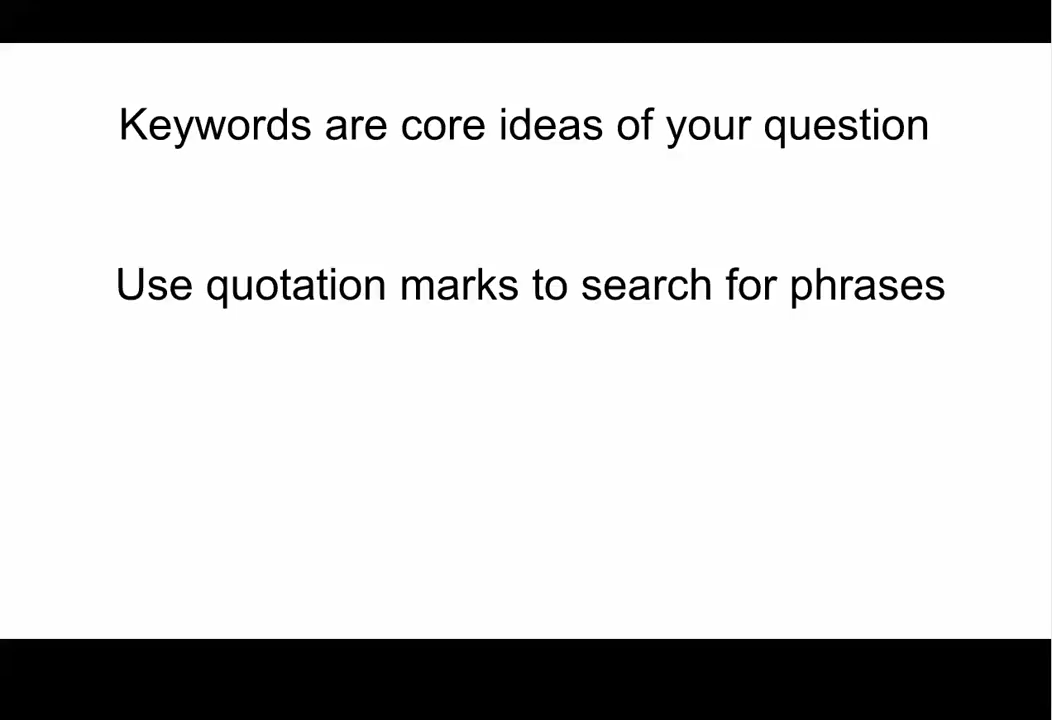 Keywords are core ideas of your question
Use quotation marks to search for phrases